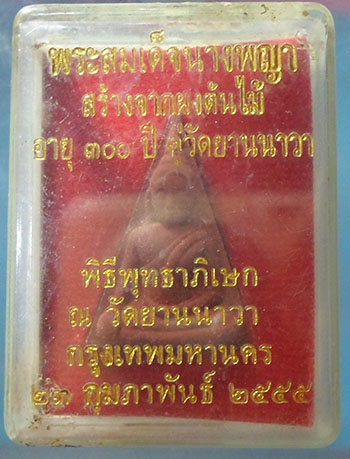 พระสมเด็จนางพญา
สร้างจากผงต้นไม้
อายุ ๓๐๐ ปี คู่วัดยานนาวา
พิธีพุทธาภิเษก
ณ วัดยานนาวา
กรุงเทพมหานคร
๒๓ กุมภาพันธ์ ๒๕๕๕